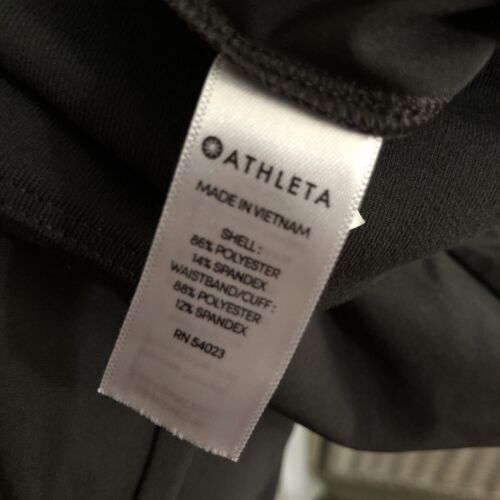 ATHLETA
MADE IN VIETNAM
SHELL :
86% POLYESTER
14% SPANDEX
WAISTBAND/CUFF :
88% POLYESTER
12% SPANDEX
RN 54023